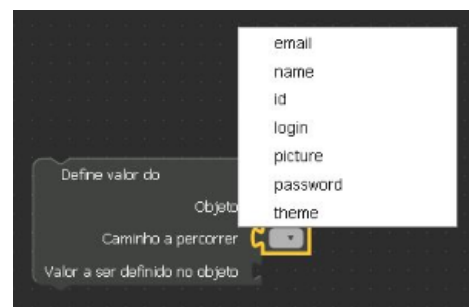 email
name
id
login
picture
password
theme
Define valor do
Objeto
Caminho a percorrer
Valor a ser definido no objeto